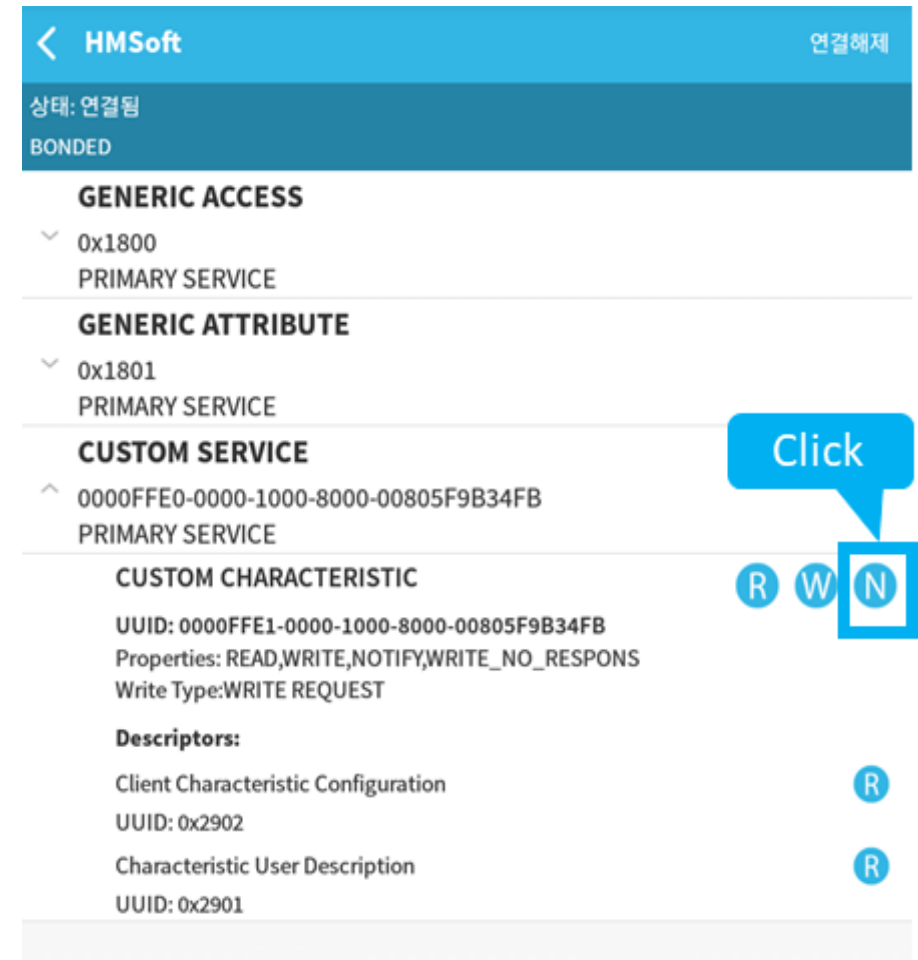 HMSoft 연결해제
상태: 연결됨
BONDED
GENERIC ACCESS
0x1800
PRIMARY SERVICE
GENERIC ATTRIBUTE
0x1801
PRIMARY SERVICE
Click
CUSTOM SERVICE
0000FFE0-0000-1000-8000-00805F9B34FB
PRIMARY SERVICE
CUSTOM CHARACTERISTIC R W N
UUID: 0000FFE1-0000-1000-8000-00805F9B34FB
Properties: READ,WRITE,NOTIFY,WRITE_NO_RESPONS
Write Type:WRITE REQUEST
Descriptors:
Client Characteristic Configuration R
UUID: 0x2902
Characteristic User Description R
UUID: 0x2901